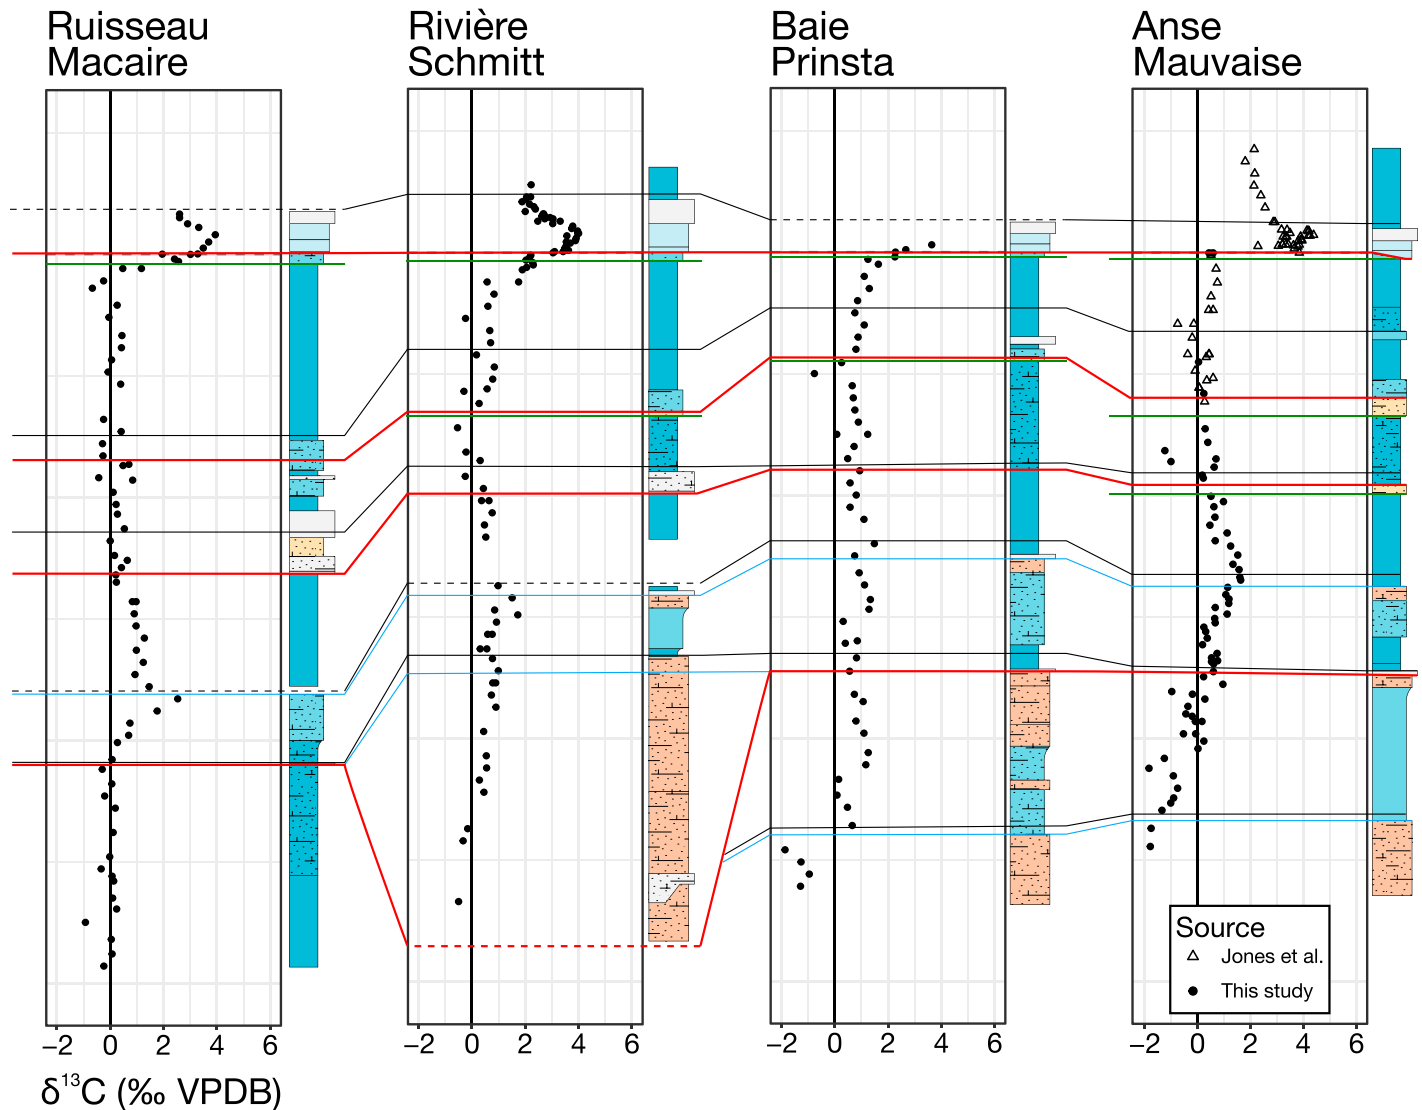 Ruisseau
Macaire
Rivière
Schmitt
Baie
Prinsta
Anse
Mauvaise
Source
Jones et al.
This study
−2 0 2 4 6
−2 0 2 4 6
−2 0 2 4 6
−2 0 2 4 6
δ¹³C (‰ VPDB)